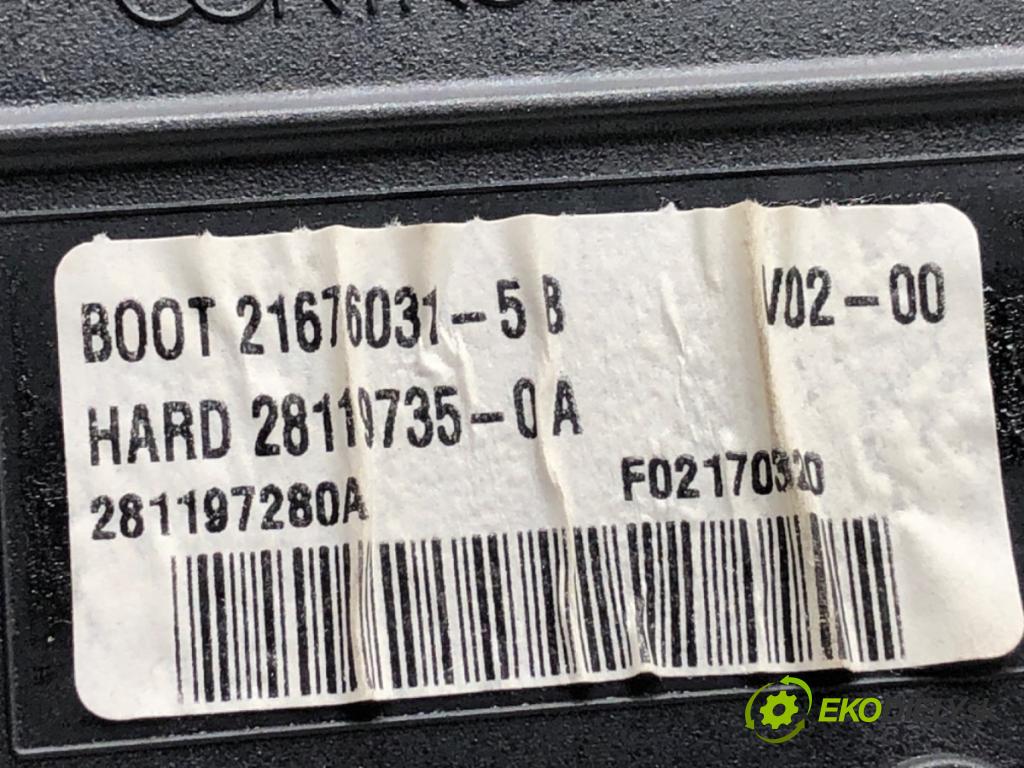 BOOT 21676031-5 B V02-00
HARD 28119735-0 A
281197280A F02170320
EKO